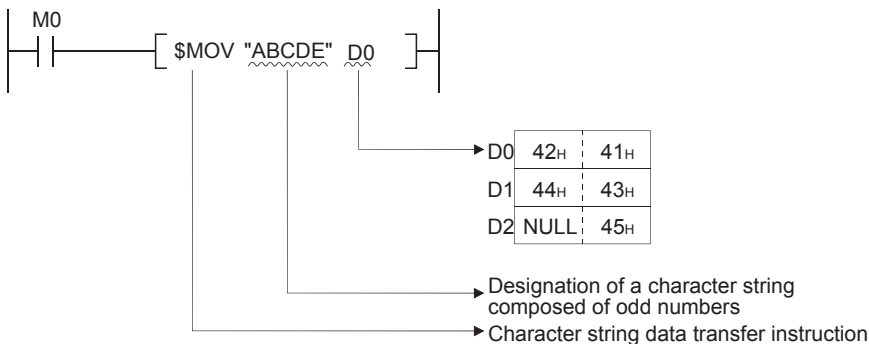 M0
$MOV "ABCDE" D0
D0 42H 41H
D1 44H 43H
D2 NULL 45H
Designation of a character string
composed of odd numbers
Character string data transfer instruction